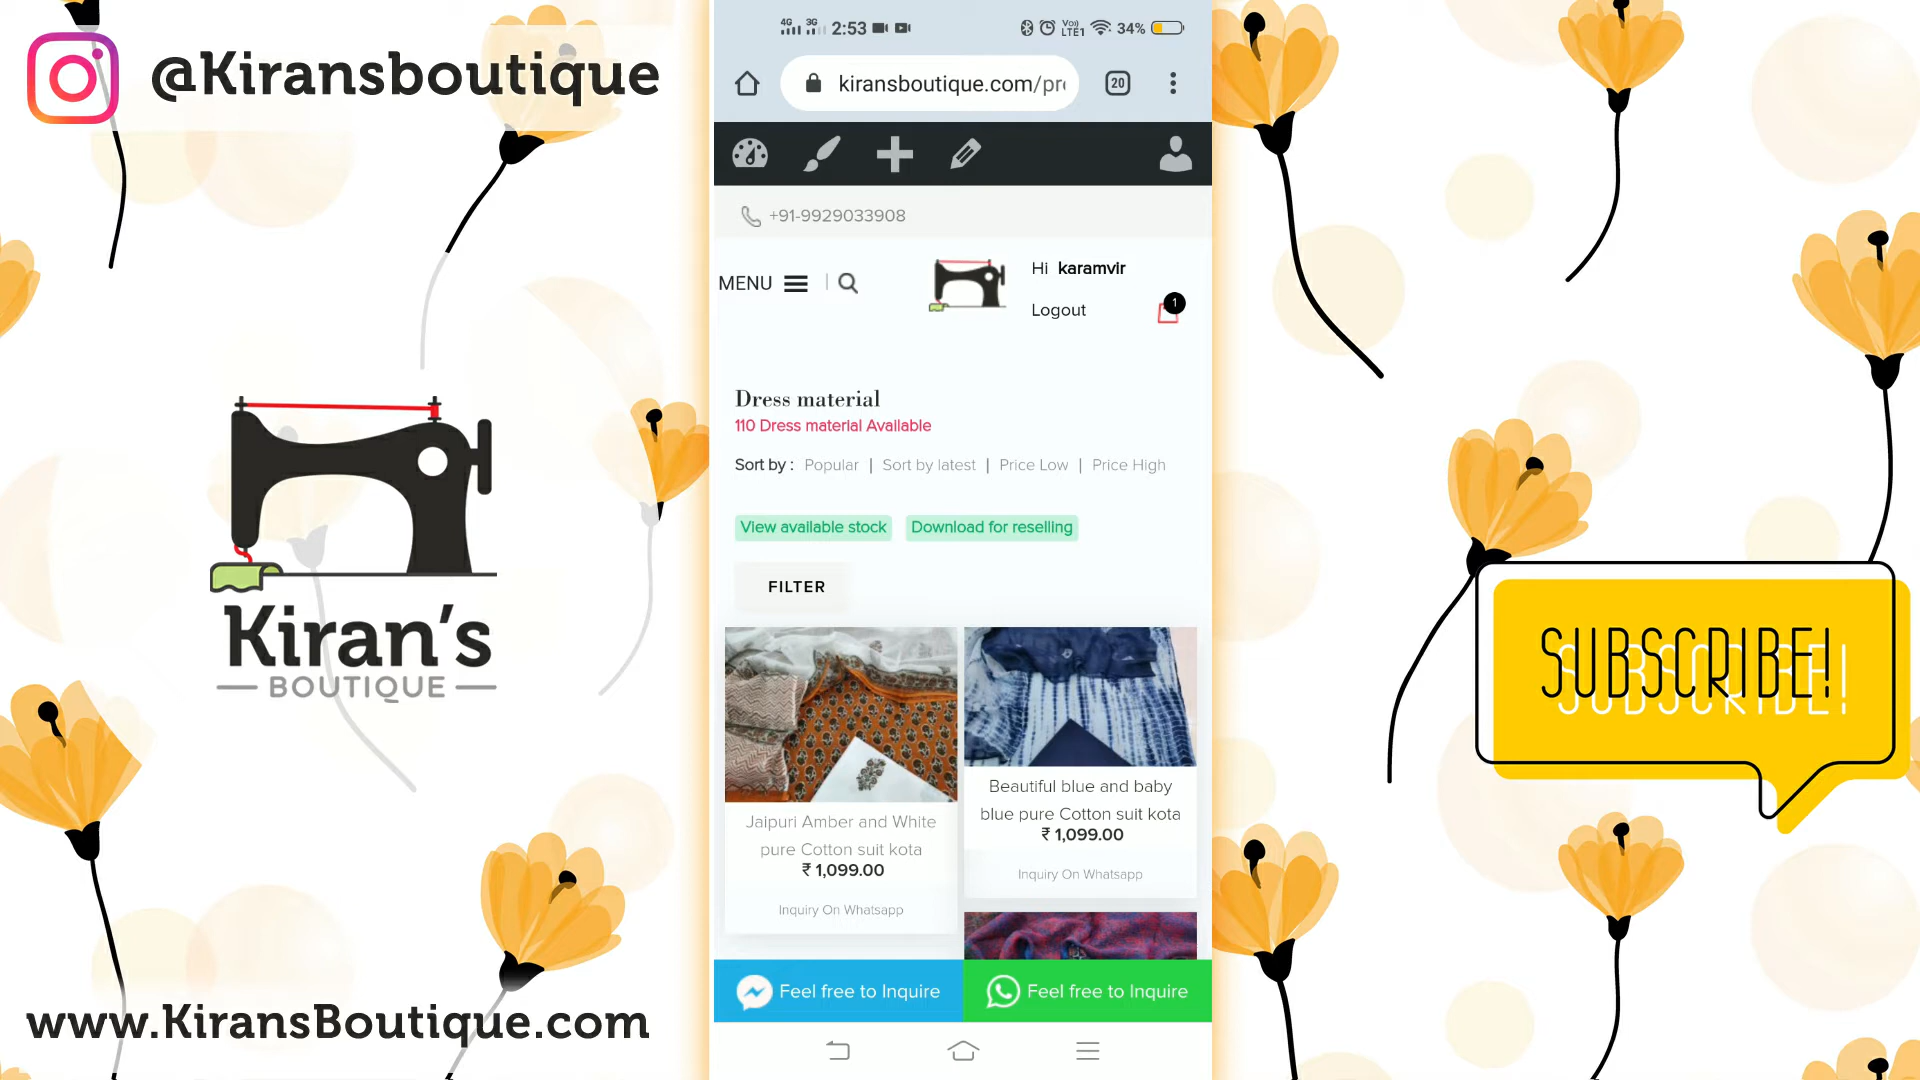 @Kiransboutique
Kiran's
BOUTIQUE
www.KiransBoutique.com
4G 3G 2:53
Vo)) LTE1 34%
kiransboutique.com/pr
20
+91-9929033908
MENU
Hi karamvir
Logout
1
Dress material
110 Dress material Available
Sort by : Popular | Sort by latest | Price Low | Price High
View available stock Download for reselling
FILTER
Jaipuri Amber and White
pure Cotton suit kota
₹ 1,099.00
Inquiry On Whatsapp
Beautiful blue and baby
blue pure Cotton suit kota
₹ 1,099.00
Inquiry On Whatsapp
Feel free to Inquire
Feel free to Inquire
SUBSCRIBE!